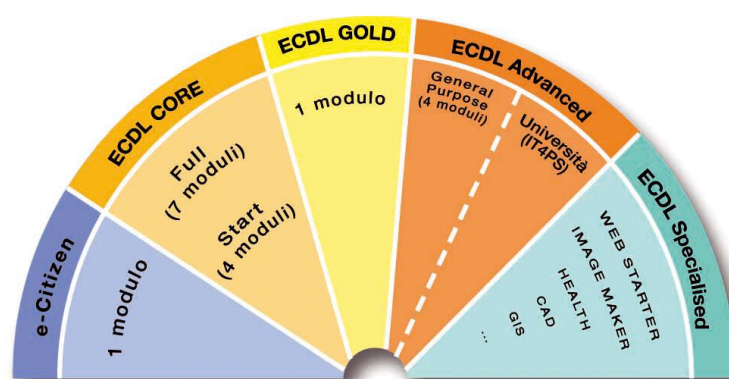 e-Citizen
1 modulo
ECDL CORE
Full
(7 moduli)
Start
(4 moduli)
ECDL GOLD
1 modulo
ECDL Advanced
General
Purpose
(4 moduli)
Università
(IT4PS)
ECDL Specialised
WEB STARTER
IMAGE MAKER
HEALTH
CAD
GIS
...